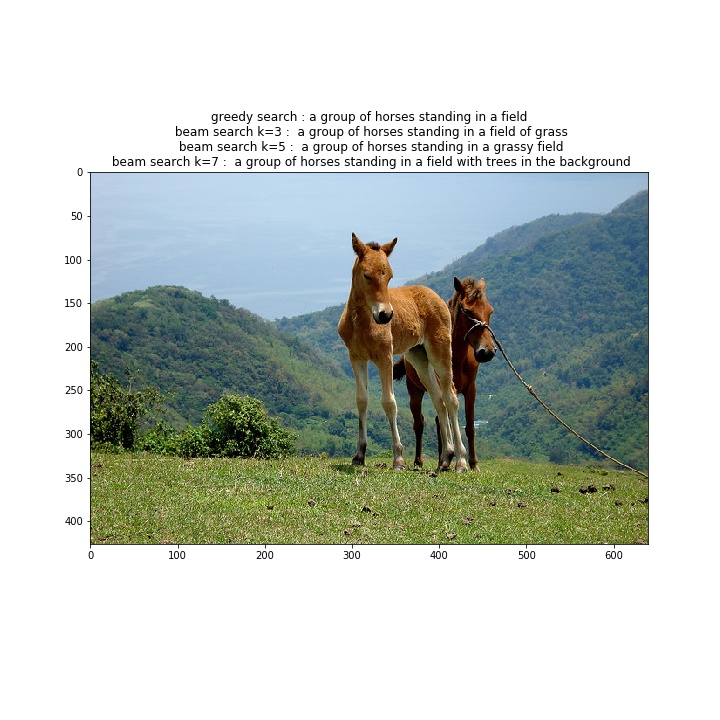 greedy search : a group of horses standing in a field
beam search k=3 :  a group of horses standing in a field of grass
beam search k=5 :  a group of horses standing in a grassy field
beam search k=7 :  a group of horses standing in a field with trees in the background
0
50
100
150
200
250
300
350
400
0 100 200 300 400 500 600